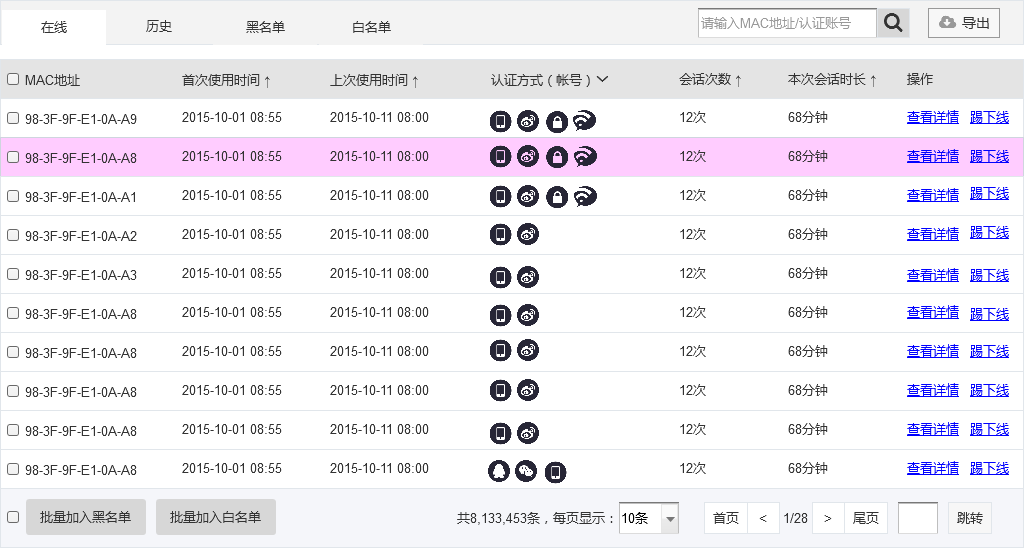 在线 历史 黑名单 白名单 请输入MAC地址/认证账号 导出
MAC地址 首次使用时间↑ 上次使用时间↑ 认证方式（帐号） 会话次数↑ 本次会话时长↑ 操作
98-3F-9F-E1-0A-A9 2015-10-01 08:55 2015-10-11 08:00 12次 68分钟 查看详情 踢下线
98-3F-9F-E1-0A-A8 2015-10-01 08:55 2015-10-11 08:00 12次 68分钟 查看详情 踢下线
98-3F-9F-E1-0A-A1 2015-10-01 08:55 2015-10-11 08:00 12次 68分钟 查看详情 踢下线
98-3F-9F-E1-0A-A2 2015-10-01 08:55 2015-10-11 08:00 12次 68分钟 查看详情 踢下线
98-3F-9F-E1-0A-A3 2015-10-01 08:55 2015-10-11 08:00 12次 68分钟 查看详情 踢下线
98-3F-9F-E1-0A-A8 2015-10-01 08:55 2015-10-11 08:00 12次 68分钟 查看详情 踢下线
98-3F-9F-E1-0A-A8 2015-10-01 08:55 2015-10-11 08:00 12次 68分钟 查看详情 踢下线
98-3F-9F-E1-0A-A8 2015-10-01 08:55 2015-10-11 08:00 12次 68分钟 查看详情 踢下线
98-3F-9F-E1-0A-A8 2015-10-01 08:55 2015-10-11 08:00 12次 68分钟 查看详情 踢下线
98-3F-9F-E1-0A-A8 2015-10-01 08:55 2015-10-11 08:00 12次 68分钟 查看详情 踢下线
批量加入黑名单 批量加入白名单 共8,133,453条，每页显示： 10条 首页 < 1/28 > 尾页 跳转